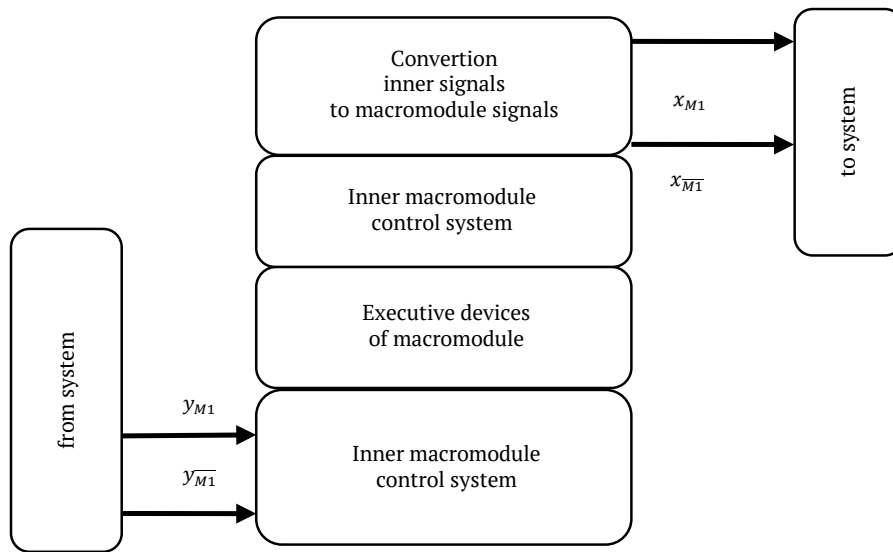 Convertion
inner signals
to macromodule signals
x_{M1}
x_{\overline{M1}}
to system
Inner macromodule
control system
Executive devices
of macromodule
from system
y_{M1}
y_{\overline{M1}}
Inner macromodule
control system